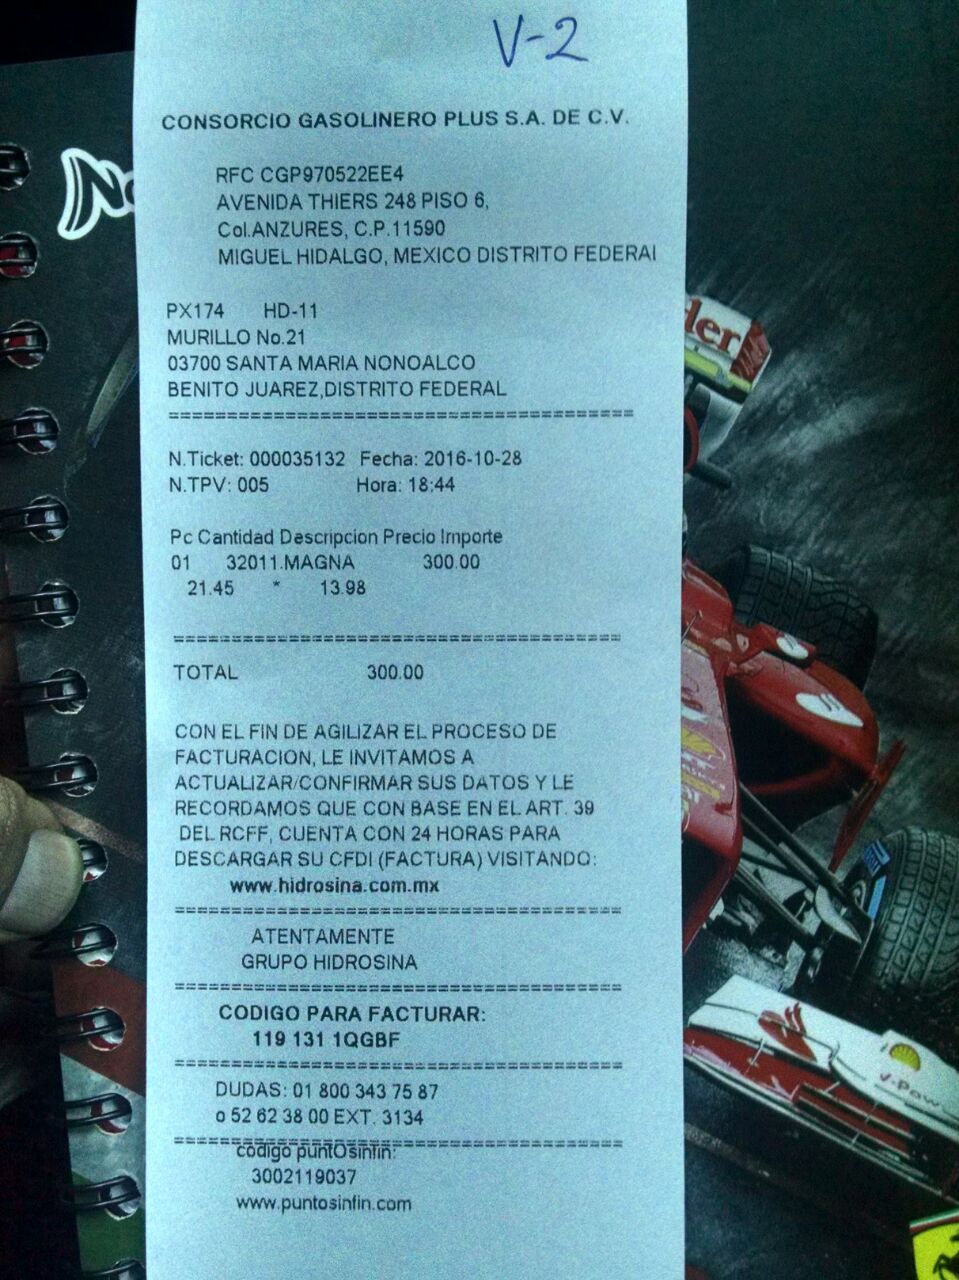 V-2
CONSORCIO GASOLINERO PLUS S.A. DE C.V.
RFC CGP970522EE4
AVENIDA THIERS 248 PISO 6,
Col.ANZURES, C.P.11590
MIGUEL HIDALGO, MEXICO DISTRITO FEDERAl
PX174 HD-11
MURILLO No.21
03700 SANTA MARIA NONOALCO
BENITO JUAREZ,DISTRITO FEDERAL
==============================================
N.Ticket: 000035132 Fecha: 2016-10-28
N.TPV: 005 Hora: 18:44
Pc Cantidad Descripcion Precio Importe
01 32011.MAGNA 300.00
21.45 * 13.98
==============================================
TOTAL 300.00
CON EL FIN DE AGILIZAR EL PROCESO DE
FACTURACION, LE INVITAMOS A
ACTUALIZAR/CONFIRMAR SUS DATOS Y LE
RECORDAMOS QUE CON BASE EN EL ART. 39
DEL RCFF, CUENTA CON 24 HORAS PARA
DESCARGAR SU CFDI (FACTURA) VISITANDO:
www.hidrosina.com.mx
==============================================
ATENTAMENTE
GRUPO HIDROSINA
==============================================
CODIGO PARA FACTURAR:
119 131 1QGBF
==============================================
DUDAS: 01 800 343 75 87
o 52 62 38 00 EXT. 3134
==============================================
codigo puntOsinfin:
3002119037
www.puntosinfin.com
No
der
V-Pow